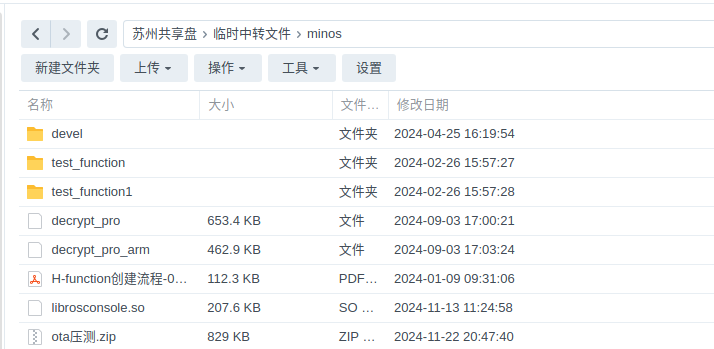 苏州共享盘 › 临时中转文件 › minos
新建文件夹 上传 操作 工具 设置
名称 大小 文件… 修改日期
devel 文件夹 2024-04-25 16:19:54
test_function 文件夹 2024-02-26 15:57:27
test_function1 文件夹 2024-02-26 15:57:28
decrypt_pro 653.4 KB 文件 2024-09-03 17:00:21
decrypt_pro_arm 462.9 KB 文件 2024-09-03 17:03:24
H-function创建流程-0… 112.3 KB PDF… 2024-01-09 09:31:06
librosconsole.so 207.6 KB SO … 2024-11-13 11:24:58
ota压测.zip 829 KB ZIP … 2024-11-22 20:47:40